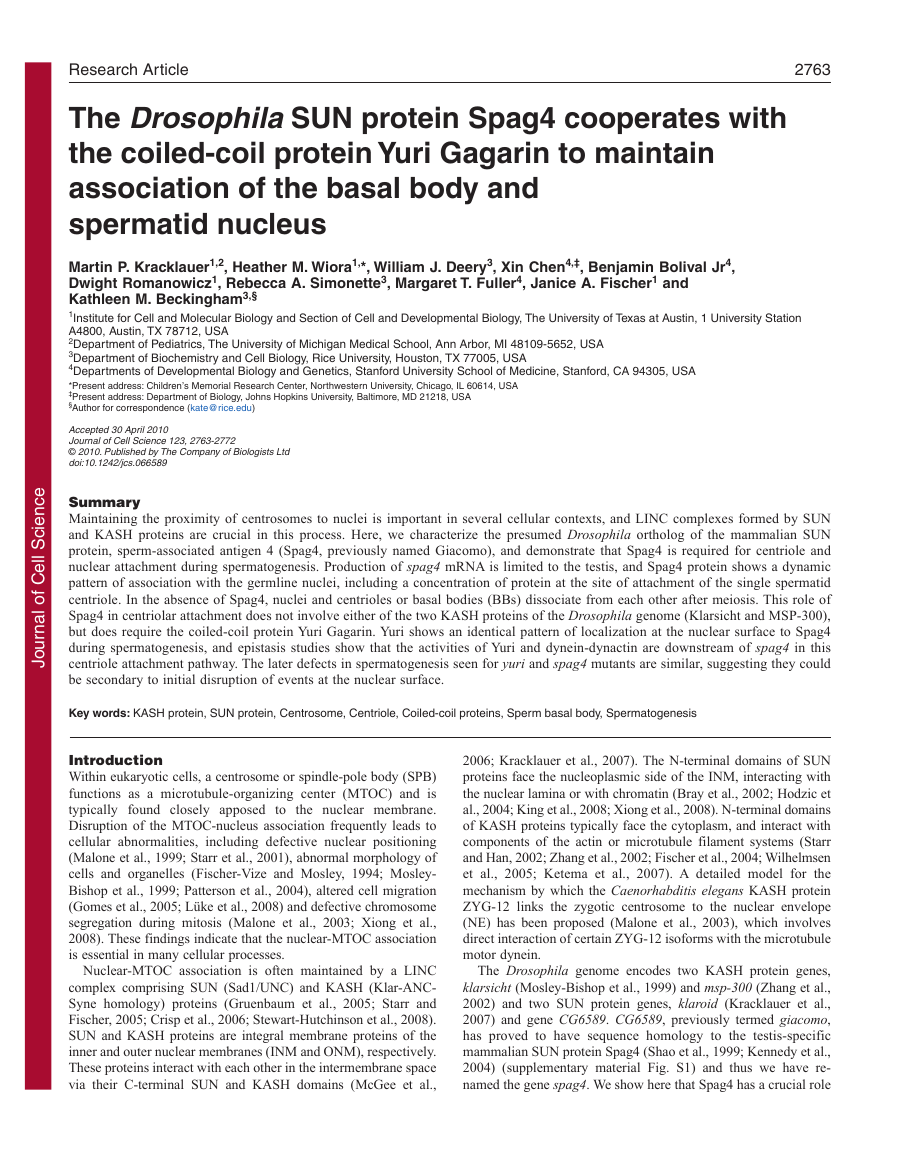 Research Article
2763
The Drosophila SUN protein Spag4 cooperates with
the coiled-coil protein Yuri Gagarin to maintain
association of the basal body and
spermatid nucleus
Martin P. Kracklauer1,2, Heather M. Wiora1,*, William J. Deery3, Xin Chen4,‡, Benjamin Bolival Jr4,
Dwight Romanowicz1, Rebecca A. Simonette3, Margaret T. Fuller4, Janice A. Fischer1 and
Kathleen M. Beckingham3,§
1Institute for Cell and Molecular Biology and Section of Cell and Developmental Biology, The University of Texas at Austin, 1 University Station
A4800, Austin, TX 78712, USA
2Department of Pediatrics, The University of Michigan Medical School, Ann Arbor, MI 48109-5652, USA
3Department of Biochemistry and Cell Biology, Rice University, Houston, TX 77005, USA
4Departments of Developmental Biology and Genetics, Stanford University School of Medicine, Stanford, CA 94305, USA
*Present address: Children's Memorial Research Center, Northwestern University, Chicago, IL 60614, USA
‡Present address: Department of Biology, Johns Hopkins University, Baltimore, MD 21218, USA
§Author for correspondence (kate@rice.edu)
Accepted 30 April 2010
Journal of Cell Science 123, 2763-2772
© 2010. Published by The Company of Biologists Ltd
doi:10.1242/jcs.066589
Summary
Maintaining the proximity of centrosomes to nuclei is important in several cellular contexts, and LINC complexes formed by SUN
and KASH proteins are crucial in this process. Here, we characterize the presumed Drosophila ortholog of the mammalian SUN
protein, sperm-associated antigen 4 (Spag4, previously named Giacomo), and demonstrate that Spag4 is required for centriole and
nuclear attachment during spermatogenesis. Production of spag4 mRNA is limited to the testis, and Spag4 protein shows a dynamic
pattern of association with the germline nuclei, including a concentration of protein at the site of attachment of the single spermatid
centriole. In the absence of Spag4, nuclei and centrioles or basal bodies (BBs) dissociate from each other after meiosis. This role of
Spag4 in centriolar attachment does not involve either of the two KASH proteins of the Drosophila genome (Klarsicht and MSP-300),
but does require the coiled-coil protein Yuri Gagarin. Yuri shows an identical pattern of localization at the nuclear surface to Spag4
during spermatogenesis, and epistasis studies show that the activities of Yuri and dynein-dynactin are downstream of spag4 in this
centriole attachment pathway. The later defects in spermatogenesis seen for yuri and spag4 mutants are similar, suggesting they could
be secondary to initial disruption of events at the nuclear surface.
Key words: KASH protein, SUN protein, Centrosome, Centriole, Coiled-coil proteins, Sperm basal body, Spermatogenesis
Introduction
Within eukaryotic cells, a centrosome or spindle-pole body (SPB)
functions as a microtubule-organizing center (MTOC) and is
typically found closely apposed to the nuclear membrane.
Disruption of the MTOC-nucleus association frequently leads to
cellular abnormalities, including defective nuclear positioning
(Malone et al., 1999; Starr et al., 2001), abnormal morphology of
cells and organelles (Fischer-Vize and Mosley, 1994; Mosley-
Bishop et al., 1999; Patterson et al., 2004), altered cell migration
(Gomes et al., 2005; Lüke et al., 2008) and defective chromosome
segregation during mitosis (Malone et al., 2003; Xiong et al.,
2008). These findings indicate that the nuclear-MTOC association
is essential in many cellular processes.
Nuclear-MTOC association is often maintained by a LINC
complex comprising SUN (Sad1/UNC) and KASH (Klar-ANC-
Syne homology) proteins (Gruenbaum et al., 2005; Starr and
Fischer, 2005; Crisp et al., 2006; Stewart-Hutchinson et al., 2008).
SUN and KASH proteins are integral membrane proteins of the
inner and outer nuclear membranes (INM and ONM), respectively.
These proteins interact with each other in the intermembrane space
via their C-terminal SUN and KASH domains (McGee et al.,
2006; Kracklauer et al., 2007). The N-terminal domains of SUN
proteins face the nucleoplasmic side of the INM, interacting with
the nuclear lamina or with chromatin (Bray et al., 2002; Hodzic et
al., 2004; King et al., 2008; Xiong et al., 2008). N-terminal domains
of KASH proteins typically face the cytoplasm, and interact with
components of the actin or microtubule filament systems (Starr
and Han, 2002; Zhang et al., 2002; Fischer et al., 2004; Wilhelmsen
et al., 2005; Ketema et al., 2007). A detailed model for the
mechanism by which the Caenorhabditis elegans KASH protein
ZYG-12 links the zygotic centrosome to the nuclear envelope
(NE) has been proposed (Malone et al., 2003), which involves
direct interaction of certain ZYG-12 isoforms with the microtubule
motor dynein.
The Drosophila genome encodes two KASH protein genes,
klarsicht (Mosley-Bishop et al., 1999) and msp-300 (Zhang et al.,
2002) and two SUN protein genes, klaroid (Kracklauer et al.,
2007) and gene CG6589. CG6589, previously termed giacomo,
has proved to have sequence homology to the testis-specific
mammalian SUN protein Spag4 (Shao et al., 1999; Kennedy et al.,
2004) (supplementary material Fig. S1) and thus we have re-
named the gene spag4. We show here that Spag4 has a crucial role
Journal of Cell Science